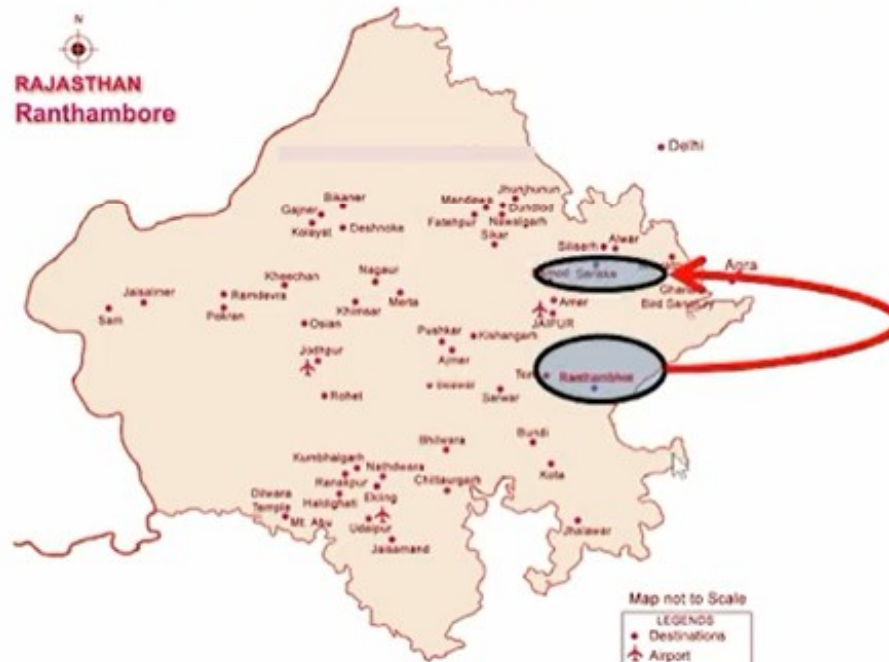 N
RAJASTHAN
Ranthambore
Delhi
Jhunjhunun
Mandawa
Dundlod
Bikaner
Gajner
Fatehpur
Nawalgarh
Kolayat
Deshnoke
Sikar
Siliserh
Alwar
Sariska
Agra
Nagaur
Kheechan
Jaisalmer
Ramdevra
Merta
Khimsar
Amer
Bird Sanctuary
Sam
Pokran
Osian
JAIPUR
Pushkar
Kishangarh
Jodhpur
Ajmer
Ranthambhor
Rohet
Sarwar
Bundi
Bhilwara
Kumbhalgarh
Nathdwara
Kota
Ranakpur
Chittaurgarh
Dilwara
Temple
Haldighati
Mt. Abu
Udaipur
Jhalawar
Jaisamand
Map not to Scale
LEGENDS
Destinations
Airport